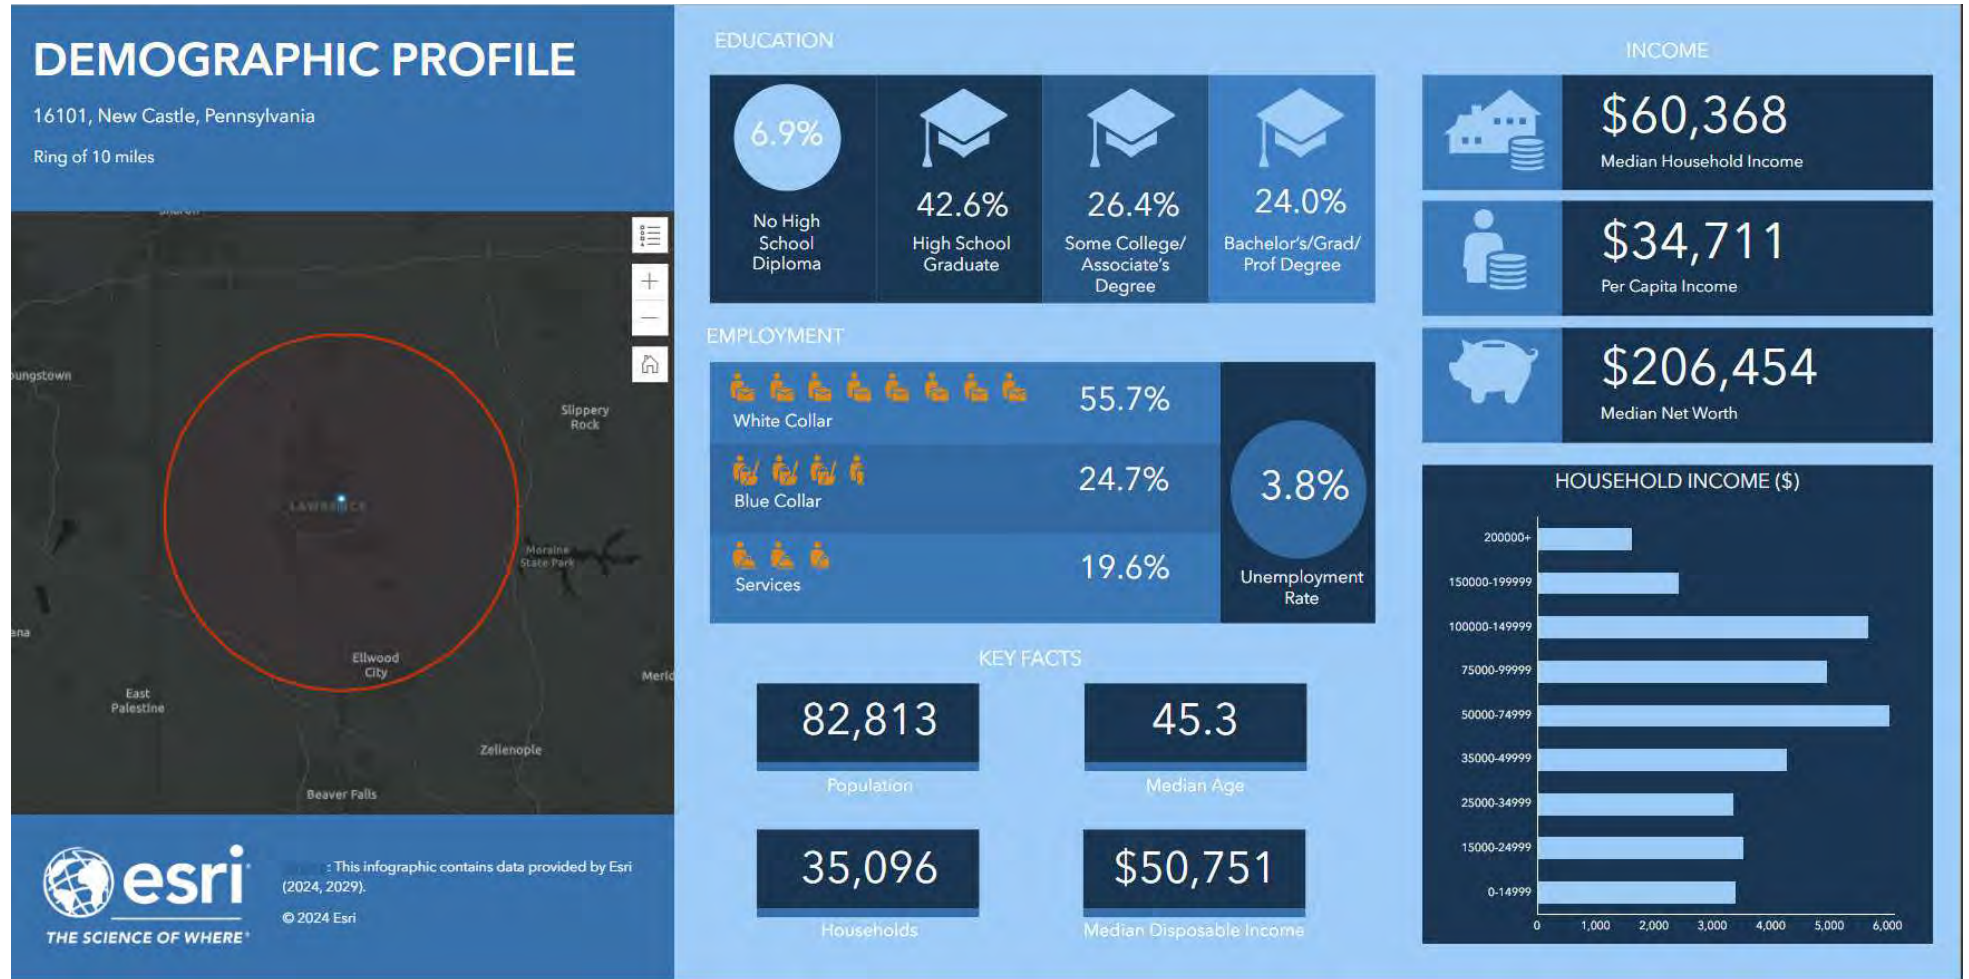 DEMOGRAPHIC PROFILE
16101, New Castle, Pennsylvania
Ring of 10 miles
Slippery
Rock
LAWRENCE
Moraine
State Park
Ellwood
City
East
Palestine
Zelienople
Beaver Falls
esri
THE SCIENCE OF WHERE®
: This infographic contains data provided by Esri
(2024, 2029).
© 2024 Esri
EDUCATION
6.9%
No High
School
Diploma
42.6%
High School
Graduate
26.4%
Some College/
Associate's
Degree
24.0%
Bachelor's/Grad/
Prof Degree
EMPLOYMENT
White Collar
55.7%
Blue Collar
24.7%
Services
19.6%
3.8%
Unemployment
Rate
KEY FACTS
82,813
Population
45.3
Median Age
35,096
Households
$50,751
Median Disposable Income
INCOME
$60,368
Median Household Income
$34,711
Per Capita Income
$206,454
Median Net Worth
HOUSEHOLD INCOME ($)
200000+
150000-199999
100000-149999
75000-99999
50000-74999
35000-49999
25000-34999
15000-24999
0-14999
0 1,000 2,000 3,000 4,000 5,000 6,000